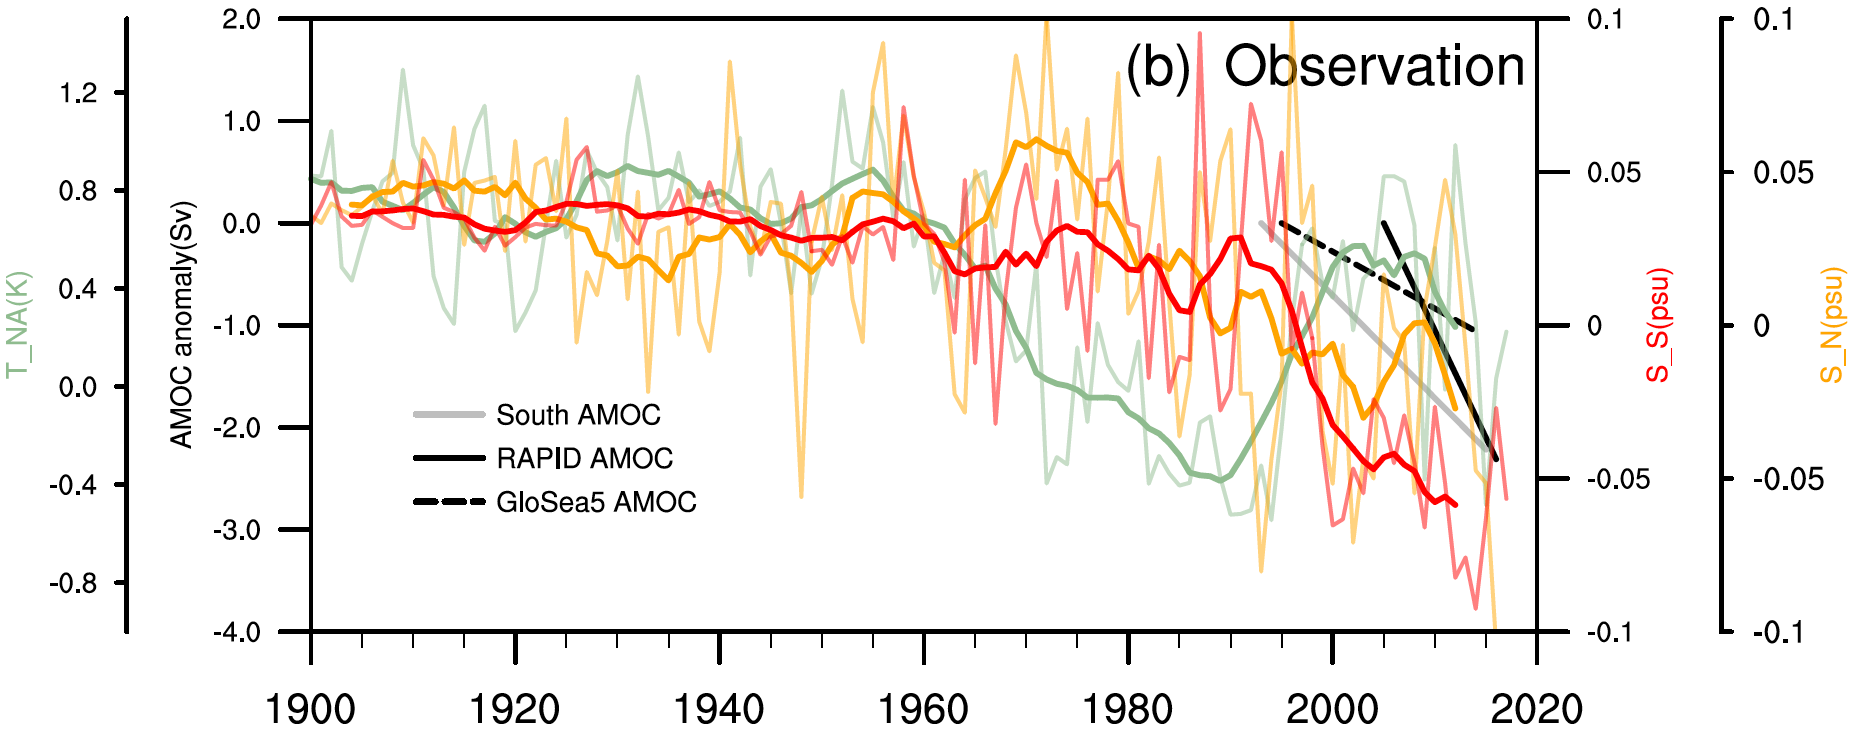 (b) Observation
T_NA(K)
1.2
0.8
0.4
0.0
-0.4
-0.8
AMOC anomaly(Sv)
2.0
1.0
0.0
-1.0
-2.0
-3.0
-4.0
South AMOC
RAPID AMOC
GloSea5 AMOC
0.1
0.05
0
-0.05
-0.1
S_S(psu)
0.1
0.05
0
-0.05
-0.1
S_N(psu)
1900 1920 1940 1960 1980 2000 2020